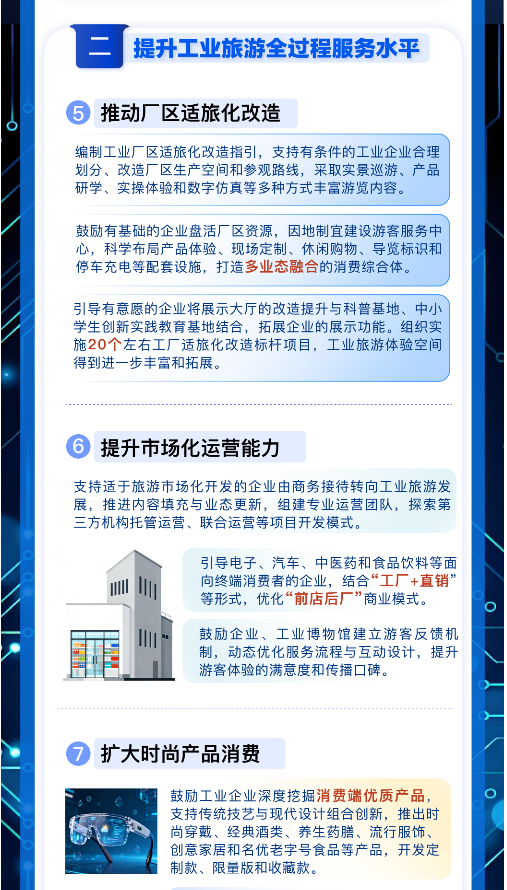 二 提升工业旅游全过程服务水平
5 推动厂区适旅化改造
编制工业厂区适旅化改造指引，支持有条件的工业企业合理
划分、改造厂区生产空间和参观路线，采取实景巡游、产品
研学、实操体验和数字仿真等多种方式丰富游览内容。
鼓励有基础的企业盘活厂区资源，因地制宜建设游客服务中
心，科学布局产品体验、现场定制、休闲购物、导览标识和
停车充电等配套设施，打造多业态融合的消费综合体。
引导有意愿的企业将展示大厅的改造提升与科普基地、中小
学生创新实践教育基地结合，拓展企业的展示功能。组织实
施20个左右工厂适旅化改造标杆项目，工业旅游体验空间
得到进一步丰富和拓展。
6 提升市场化运营能力
支持适于旅游市场化开发的企业由商务接待转向工业旅游发
展，推进内容填充与业态更新，组建专业运营团队，探索第
三方机构托管运营、联合运营等项目开发模式。
引导电子、汽车、中医药和食品饮料等面
向终端消费者的企业，结合“工厂+直销”
等形式，优化“前店后厂”商业模式。
鼓励企业、工业博物馆建立游客反馈机
制，动态优化服务流程与互动设计，提升
游客体验的满意度和传播口碑。
7 扩大时尚产品消费
鼓励工业企业深度挖掘消费端优质产品，
支持传统技艺与现代设计组合创新，推出时
尚穿戴、经典酒类、养生药膳、流行服饰、
创意家居和名优老字号食品等产品，开发定
制款、限量版和收藏款。